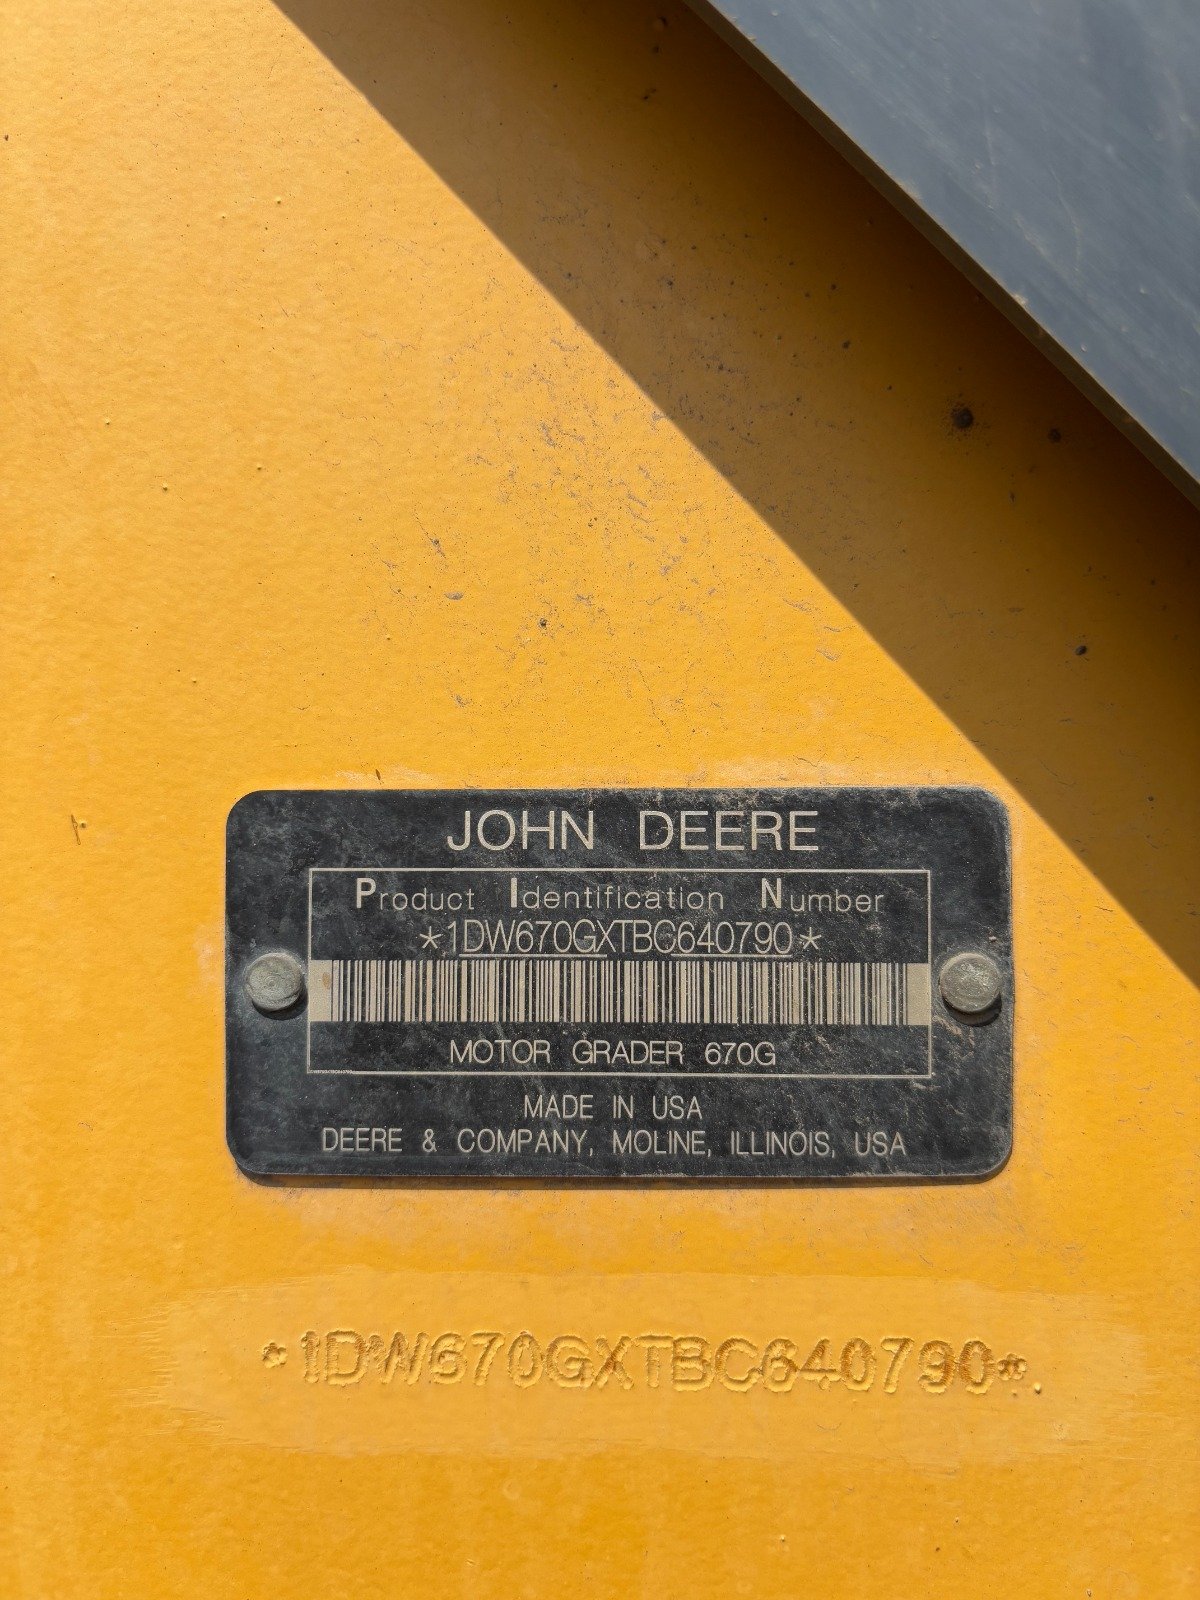 JOHN DEERE
Product Identification Number
*1DW670GXTBC640790*
MOTOR GRADER 670G
MADE IN USA
DEERE & COMPANY, MOLINE, ILLINOIS, USA
*1DW670GXTBC640790*